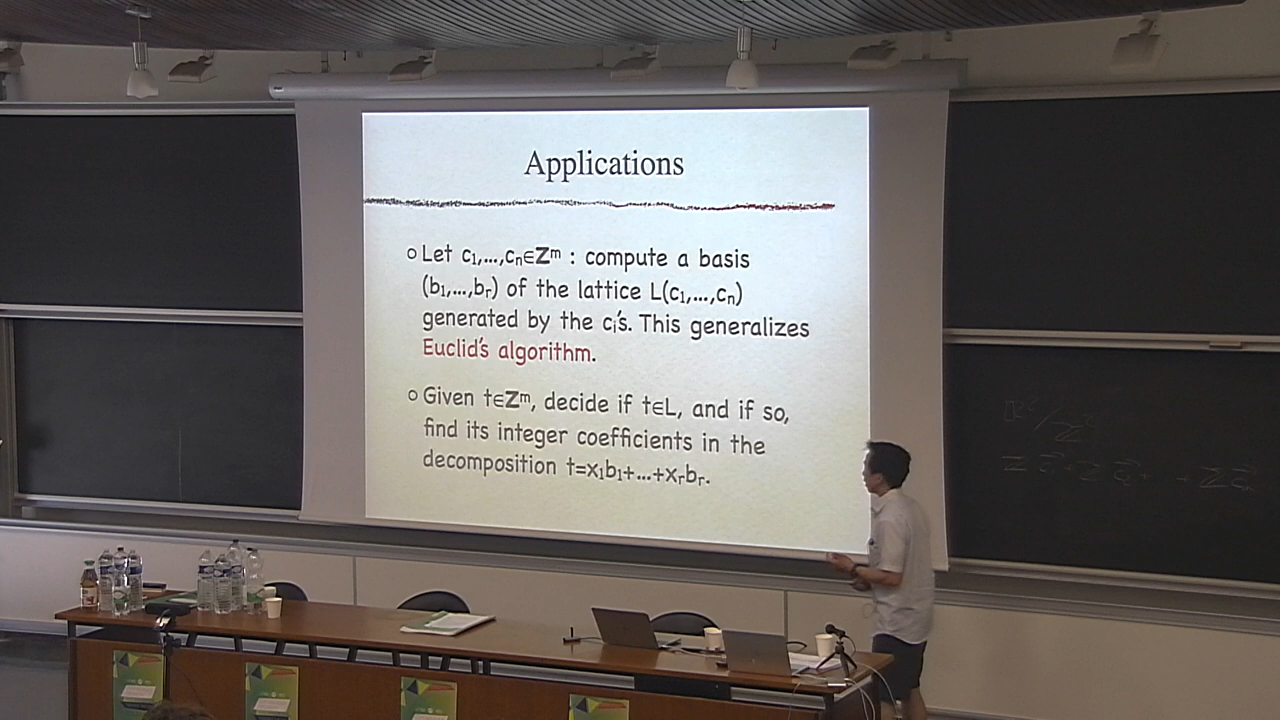 Applications
○ Let c₁,...,cₙ∈Zᵐ : compute a basis
(b₁,...,bᵣ) of the lattice L(c₁,...,cₙ)
generated by the cᵢ's. This generalizes
Euclid's algorithm.
○ Given t∈Zᵐ, decide if t∈L, and if so,
find its integer coefficients in the
decomposition t=x₁b₁+...+xᵣbᵣ.